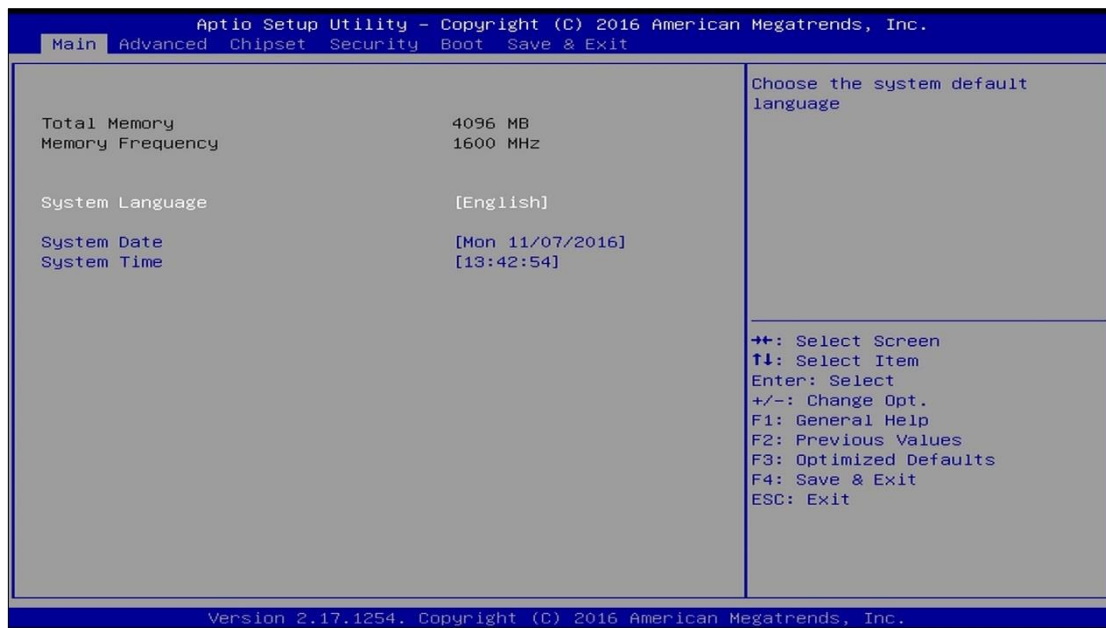 Aptio Setup Utility – Copyright (C) 2016 American Megatrends, Inc.
Main Advanced Chipset Security Boot Save & Exit
Choose the system default
language
Total Memory 4096 MB
Memory Frequency 1600 MHz
System Language [English]
System Date [Mon 11/07/2016]
System Time [13:42:54]
→←: Select Screen
↑↓: Select Item
Enter: Select
+/-: Change Opt.
F1: General Help
F2: Previous Values
F3: Optimized Defaults
F4: Save & Exit
ESC: Exit
Version 2.17.1254. Copyright (C) 2016 American Megatrends, Inc.